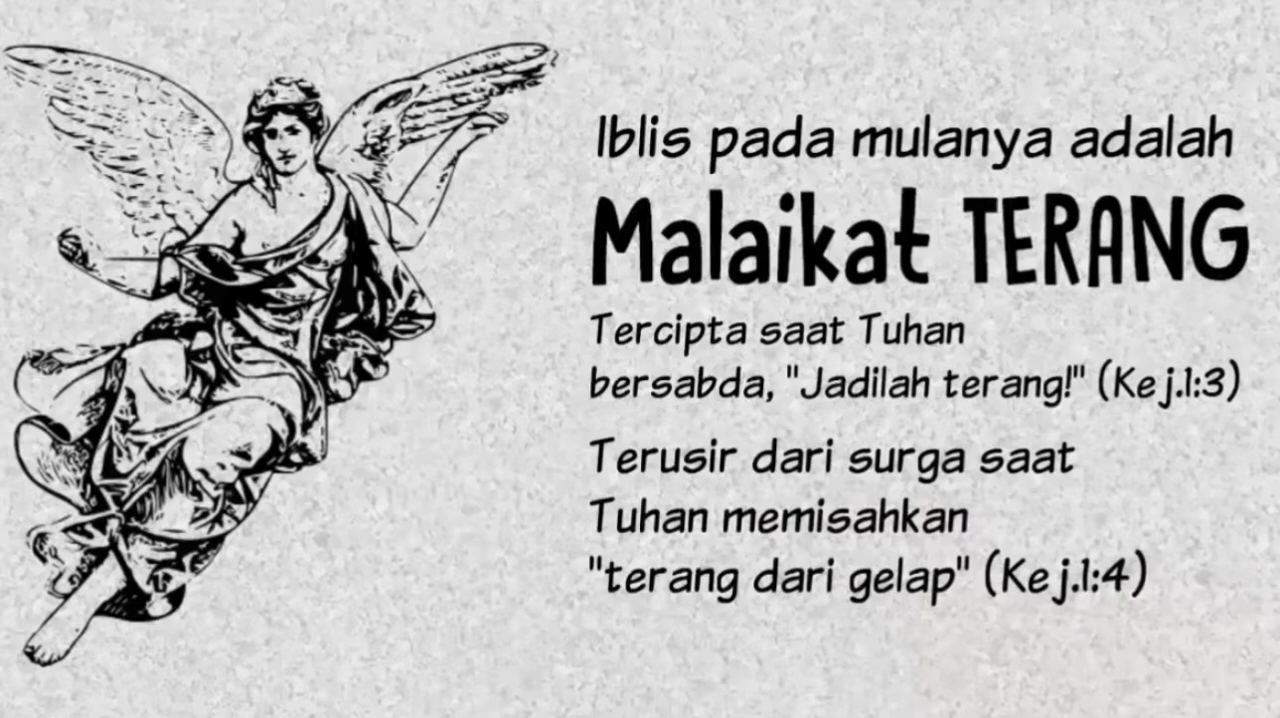 Iblis pada mulanya adalah
Malaikat TERANG
Tercipta saat Tuhan
bersabda, "Jadilah terang!" (Kej.1:3)
Terusir dari surga saat
Tuhan memisahkan
"terang dari gelap" (Kej.1:4)